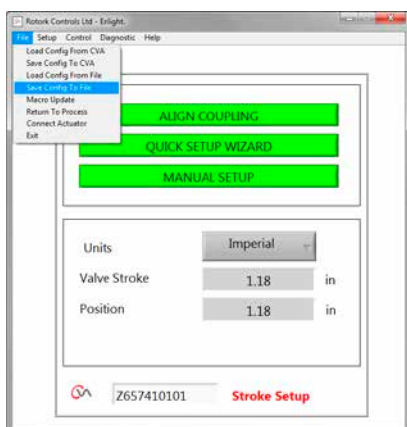 Rotork Controls Ltd - Enlight.
File Setup Control Diagnostic Help
Load Config From CVA
Save Config To CVA
Load Config From File
Save Config To File
Macro Update
Return To Process
Connect Actuator
Exit
ALIGN COUPLING
QUICK SETUP WIZARD
MANUAL SETUP
Units Imperial
Valve Stroke 1.18 in
Position 1.18 in
Z657410101 Stroke Setup